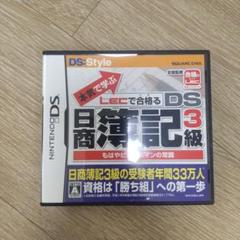 DS:Style
SQUARE ENIX
本気で学ぶ
LECで合格る
DS
日商簿記3級
もはやビジネスマンの常識
日商簿記3級の受験者年間33万人
資格は「勝ち組」への第一歩
NINTENDO DS